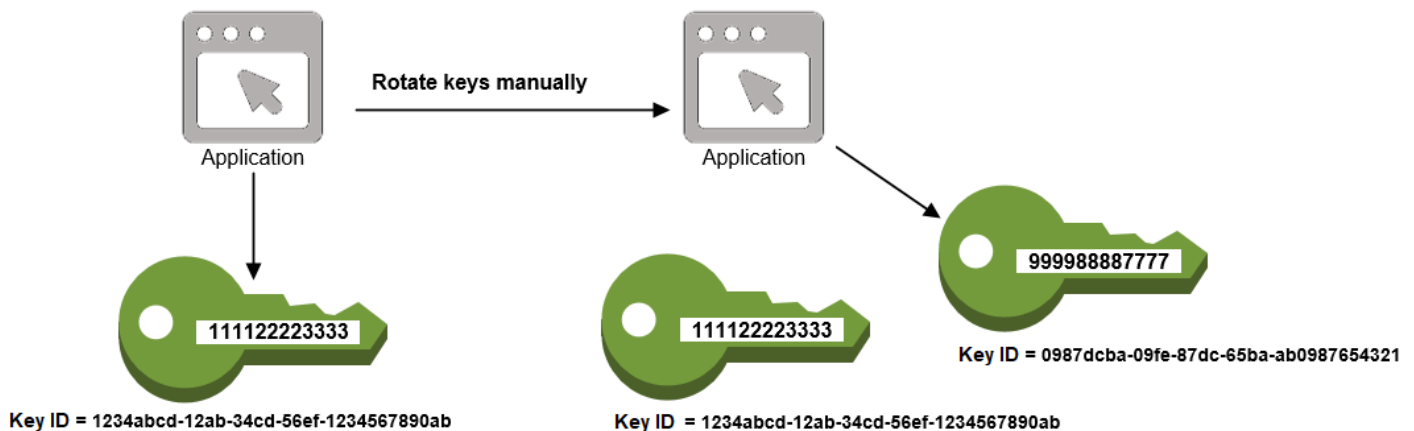 Rotate keys manually
Application
Application
999988887777
111122223333
111122223333
Key ID = 0987dcba-09fe-87dc-65ba-ab0987654321
Key ID = 1234abcd-12ab-34cd-56ef-1234567890ab
Key ID = 1234abcd-12ab-34cd-56ef-1234567890ab